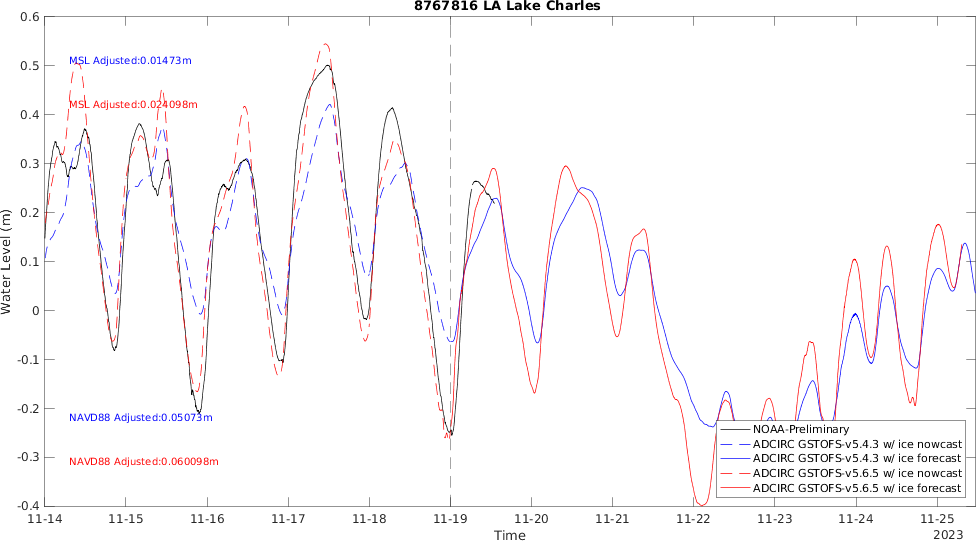 8767816 LA Lake Charles
0.6
0.5
0.4
0.3
0.2
0.1
0
-0.1
-0.2
-0.3
-0.4
Water Level (m)
MSL Adjusted:0.01473m
MSL Adjusted:0.024098m
NAVD88 Adjusted:0.05073m
NAVD88 Adjusted:0.060098m
NOAA-Preliminary
ADCIRC GSTOFS-v5.4.3 w/ ice nowcast
ADCIRC GSTOFS-v5.4.3 w/ ice forecast
ADCIRC GSTOFS-v5.6.5 w/ ice nowcast
ADCIRC GSTOFS-v5.6.5 w/ ice forecast
11-14 11-15 11-16 11-17 11-18 11-19 11-20 11-21 11-22 11-23 11-24 11-25
Time
2023